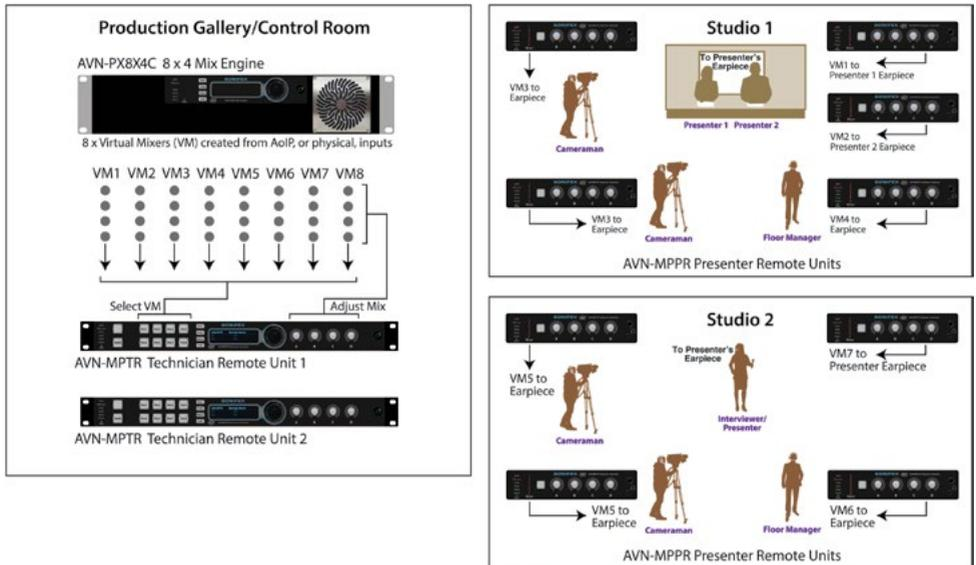 Production Gallery/Control Room
AVN-PX8X4C 8 x 4 Mix Engine
SONIFEX
8 x Virtual Mixers (VM) created from AoIP, or physical, inputs
VM1 VM2 VM3 VM4 VM5 VM6 VM7 VM8
Select VM
Adjust Mix
AVN-MPTR Technician Remote Unit 1
AVN-MPTR Technician Remote Unit 2
Studio 1
VM3 to
Earpiece
Cameraman
To Presenter's
Earpiece
Presenter 1 Presenter 2
VM1 to
Presenter 1 Earpiece
VM2 to
Presenter 2 Earpiece
VM3 to
Earpiece
Cameraman
Floor Manager
VM4 to
Earpiece
AVN-MPPR Presenter Remote Units
Studio 2
VM5 to
Earpiece
Cameraman
To Presenter's
Earpiece
Interviewer/
Presenter
VM7 to
Presenter Earpiece
VM5 to
Earpiece
Cameraman
Floor Manager
VM6 to
Earpiece
AVN-MPPR Presenter Remote Units